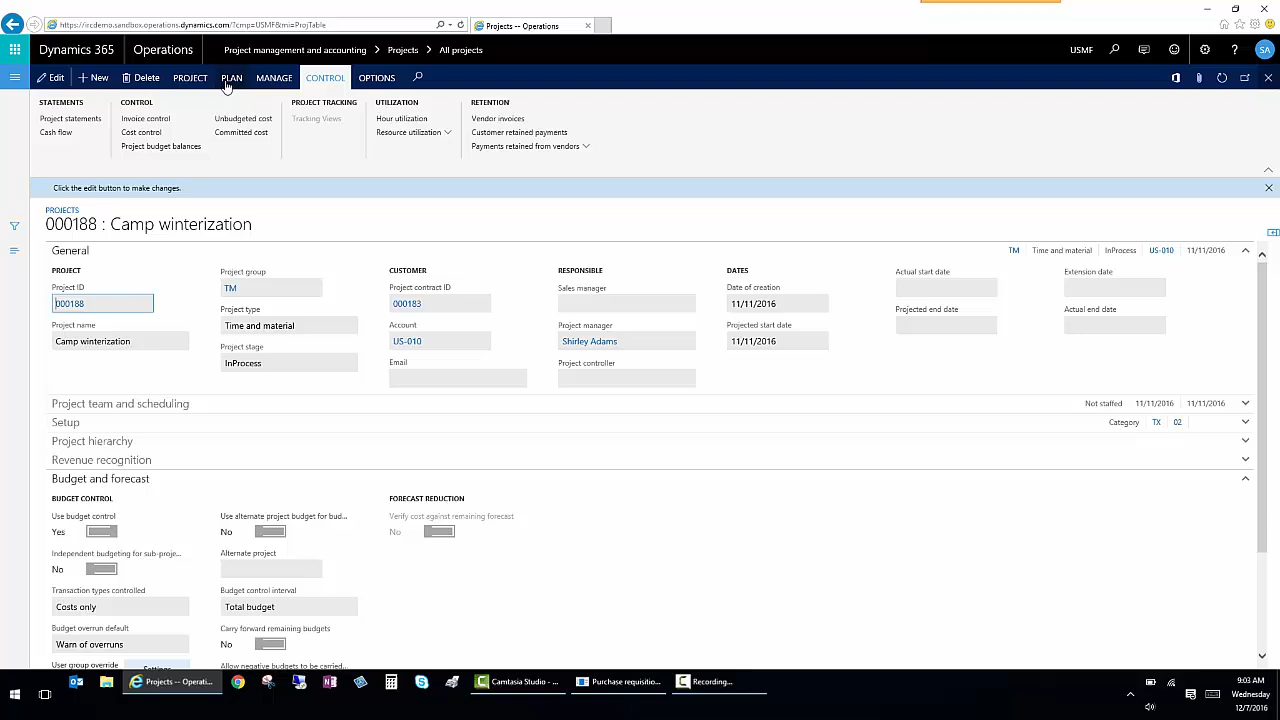 https://ircdemo.sandbox.operations.dynamics.com/?cmp=USMF&mi=ProjTable
Projects -- Operations
Dynamics 365
Operations
Project management and accounting > Projects > All projects
USMF
SA
Edit
New
Delete
PROJECT
PLAN
MANAGE
CONTROL
OPTIONS
STATEMENTS
Project statements
Cash flow
CONTROL
Invoice control
Cost control
Project budget balances
Unbudgeted cost
Committed cost
PROJECT TRACKING
Tracking Views
UTILIZATION
Hour utilization
Resource utilization
RETENTION
Vendor invoices
Customer retained payments
Payments retained from vendors
Click the edit button to make changes.
PROJECTS
000188 : Camp winterization
General
TM
Time and material
InProcess
US-010
11/11/2016
PROJECT
Project ID
000188
Project name
Camp winterization
Project group
TM
Project type
Time and material
Project stage
InProcess
CUSTOMER
Project contract ID
000183
Account
US-010
Email
RESPONSIBLE
Sales manager
Project manager
Shirley Adams
Project controller
DATES
Date of creation
11/11/2016
Projected start date
11/11/2016
Actual start date
Projected end date
Extension date
Actual end date
Project team and scheduling
Not staffed
11/11/2016
11/11/2016
Setup
Category
TX
02
Project hierarchy
Revenue recognition
Budget and forecast
BUDGET CONTROL
Use budget control
Yes
Independent budgeting for sub-proje...
No
Transaction types controlled
Costs only
Budget overrun default
Warn of overruns
User group override
Settings
Use alternate project budget for bud...
No
Alternate project
Budget control interval
Total budget
Carry forward remaining budgets
No
Allow negative budgets to be carried...
FORECAST REDUCTION
Verify cost against remaining forecast
No
Projects -- Operati...
Camtasia Studio - ...
Purchase requisitio...
Recording...
9:03 AM
Wednesday
12/7/2016